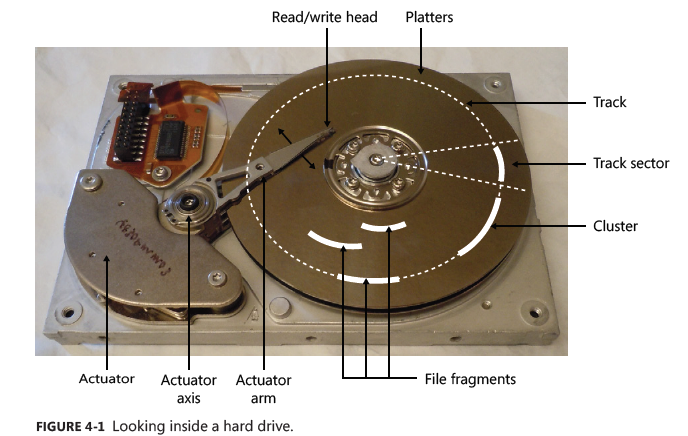 Read/write head
Platters
Track
Track sector
Cluster
Actuator
Actuator
axis
Actuator
arm
File fragments
FIGURE 4-1 Looking inside a hard drive.